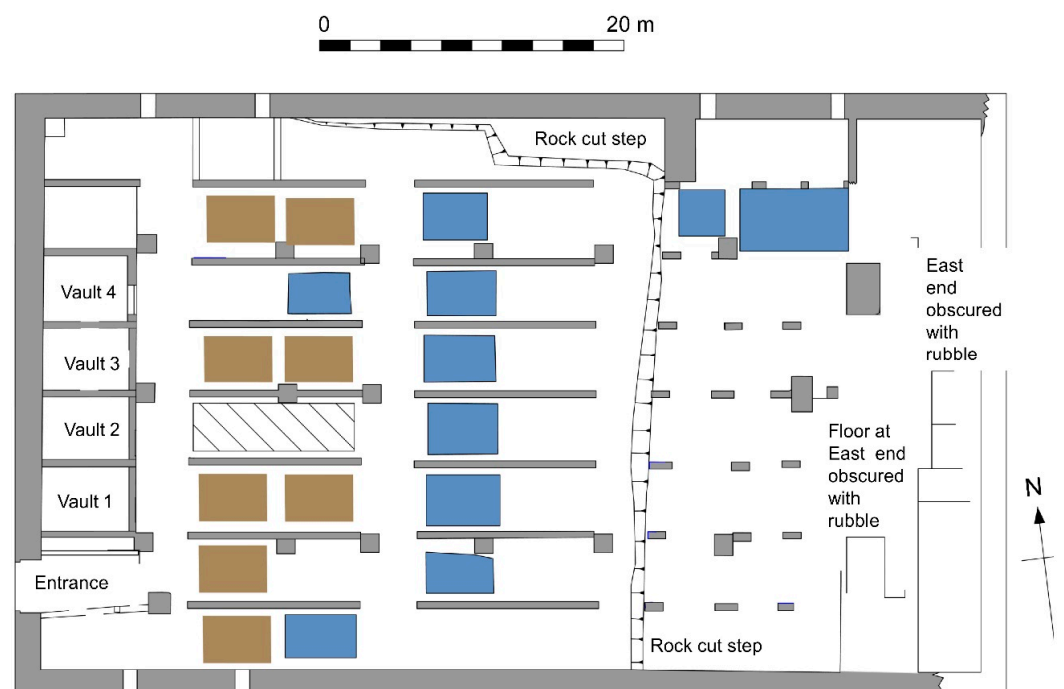 0
20 m
Rock cut step
Vault 4
Vault 3
Vault 2
Vault 1
Entrance
East
end
obscured
with
rubble
Floor at
East end
obscured
with
rubble
N
Rock cut step